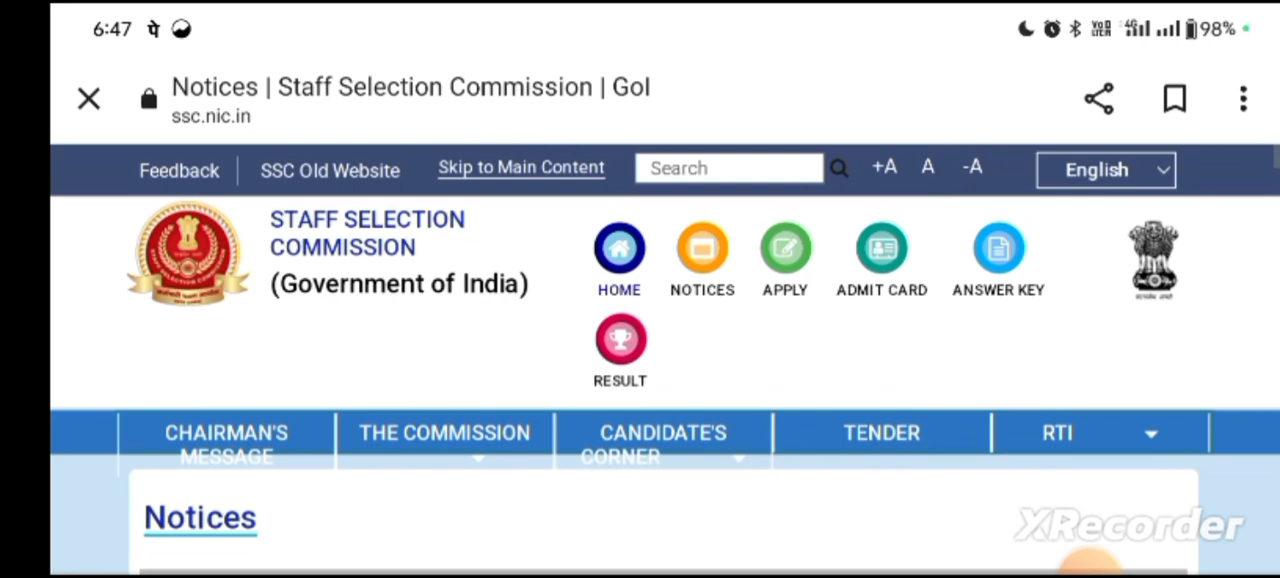 6:47 पे
4G 98%
Notices | Staff Selection Commission | GoI
ssc.nic.in
Feedback
SSC Old Website
Skip to Main Content
Search
+A A -A
English
STAFF SELECTION
COMMISSION
(Government of India)
HOME
NOTICES
APPLY
ADMIT CARD
ANSWER KEY
RESULT
CHAIRMAN'S
MESSAGE
THE COMMISSION
CANDIDATE'S
CORNER
TENDER
RTI
Notices
XRecorder